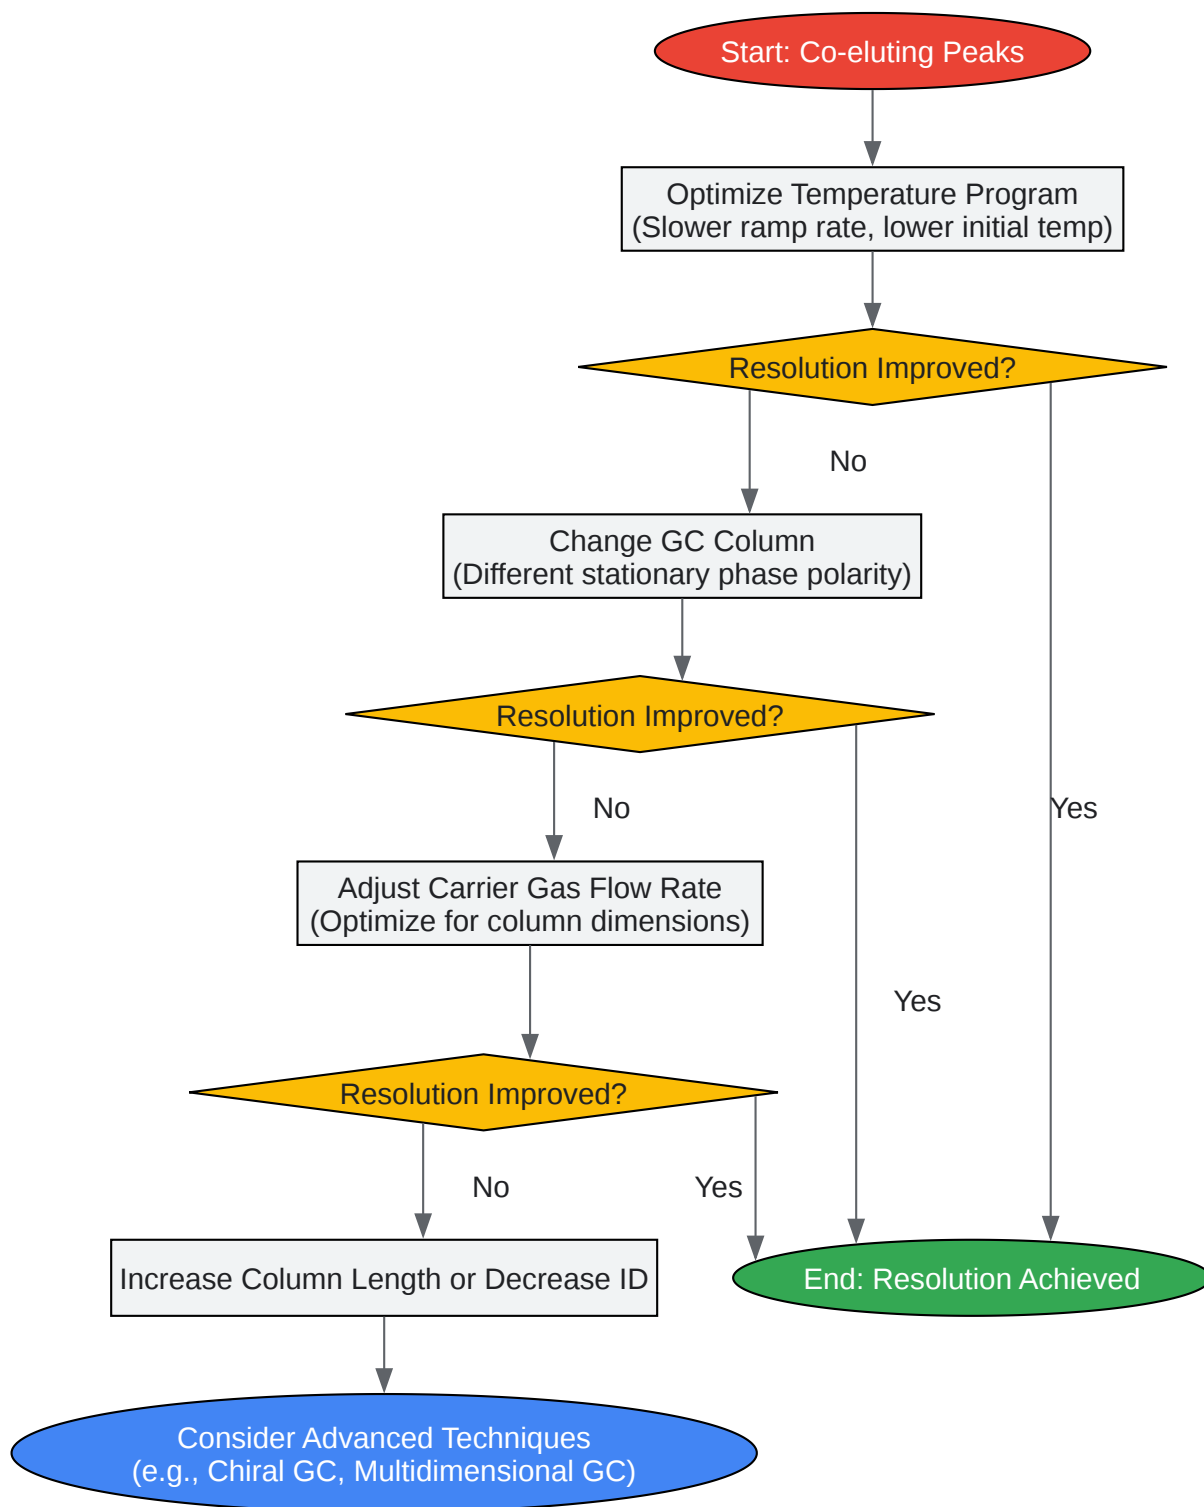 Start: Co-eluting Peaks
Optimize Temperature Program
(Slower ramp rate, lower initial temp)
Resolution Improved?
No
Change GC Column
(Different stationary phase polarity)
Resolution Improved?
No
Yes
Adjust Carrier Gas Flow Rate
(Optimize for column dimensions)
Yes
Resolution Improved?
No
Yes
Increase Column Length or Decrease ID
End: Resolution Achieved
Consider Advanced Techniques
(e.g., Chiral GC, Multidimensional GC)